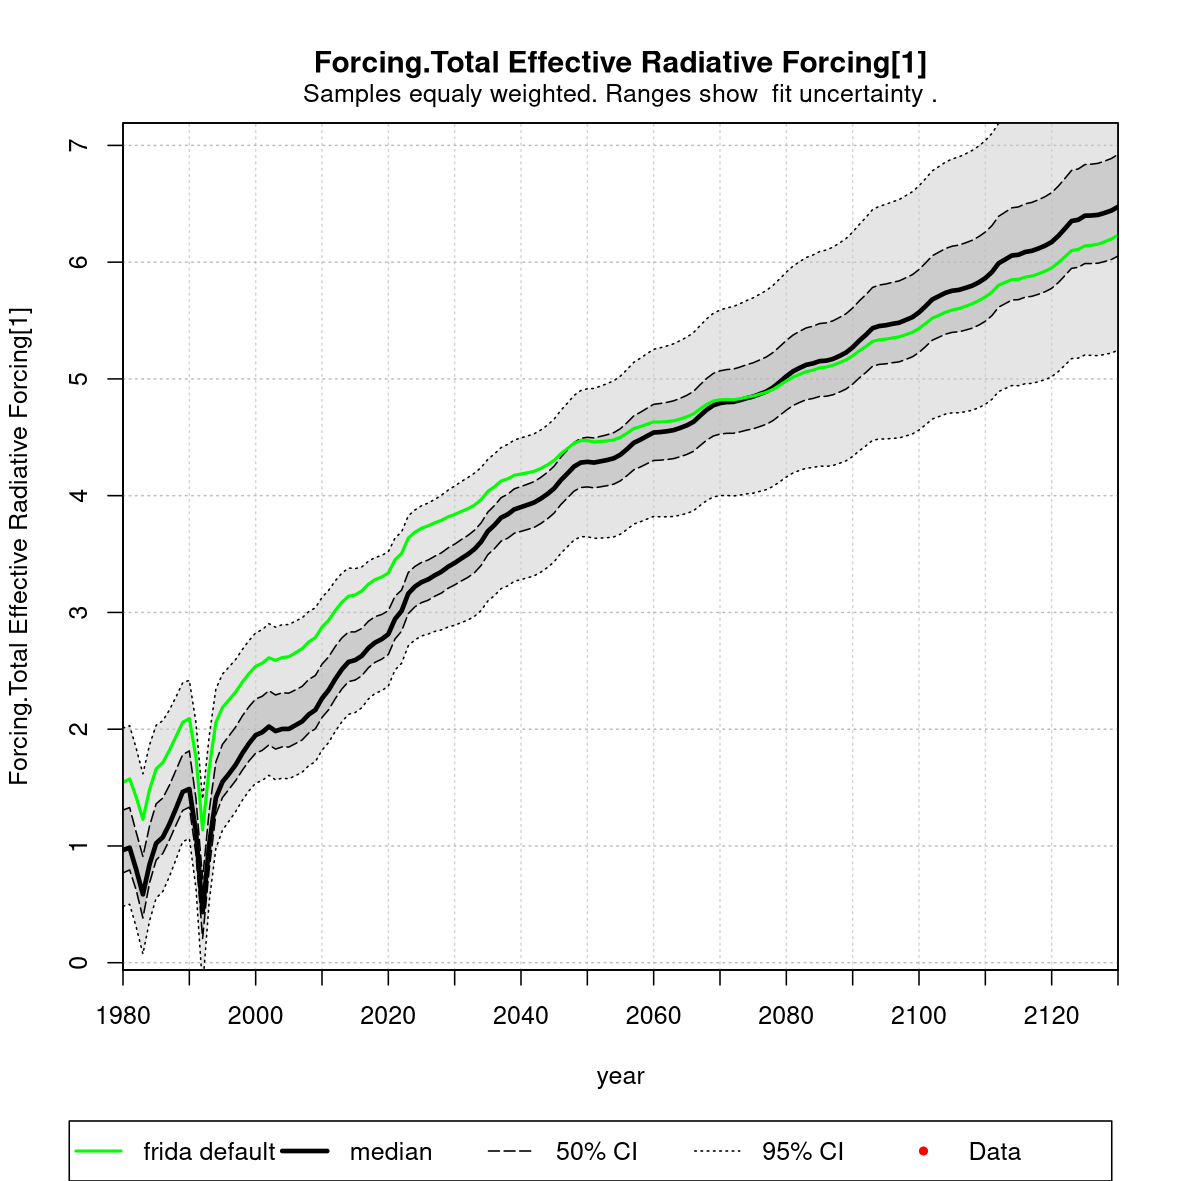 Forcing.Total Effective Radiative Forcing[1]
Samples equaly weighted. Ranges show  fit uncertainty .
Forcing.Total Effective Radiative Forcing[1]
7
6
5
4
3
2
1
0
1980 2000 2020 2040 2060 2080 2100 2120
year
frida default median 50% CI 95% CI Data